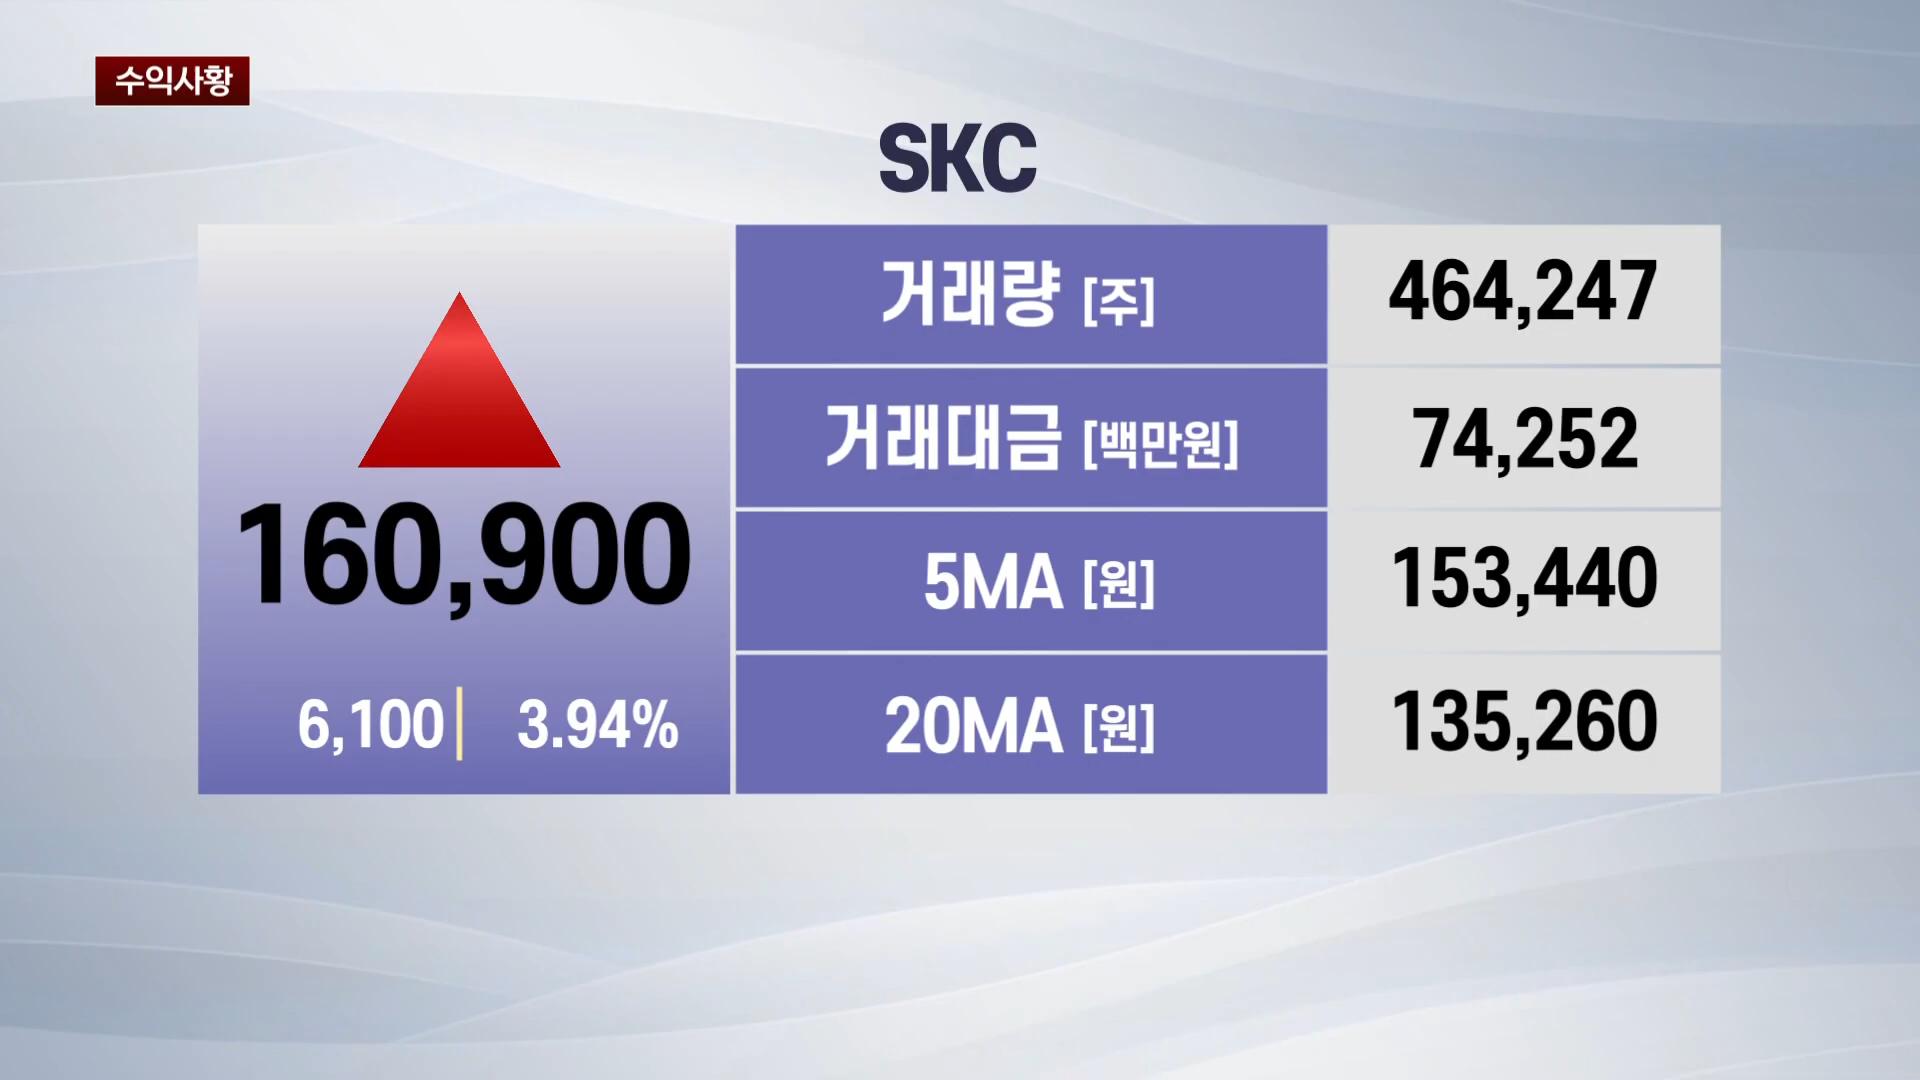 수익사황
SKC
160,900
6,100 3.94%
거래량 [주] 464,247
거래대금 [백만원] 74,252
5MA [원] 153,440
20MA [원] 135,260